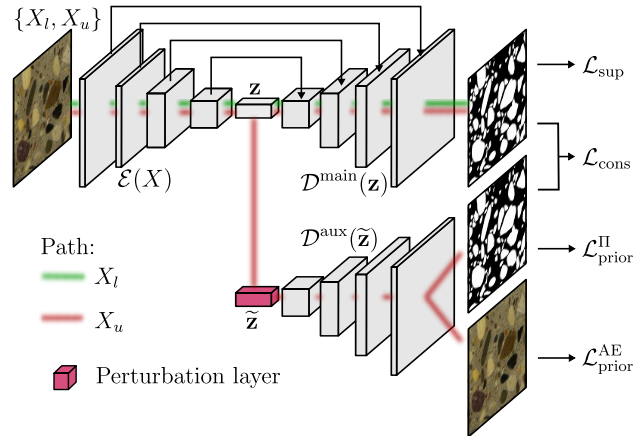 {X_l, X_u}
z
ℰ(X)
𝒟^main(z)
ℒ_sup
ℒ_cons
𝒟^aux(z̃)
Path:
X_l
X_u
z̃
Perturbation layer
ℒ^Π_prior
ℒ^AE_prior